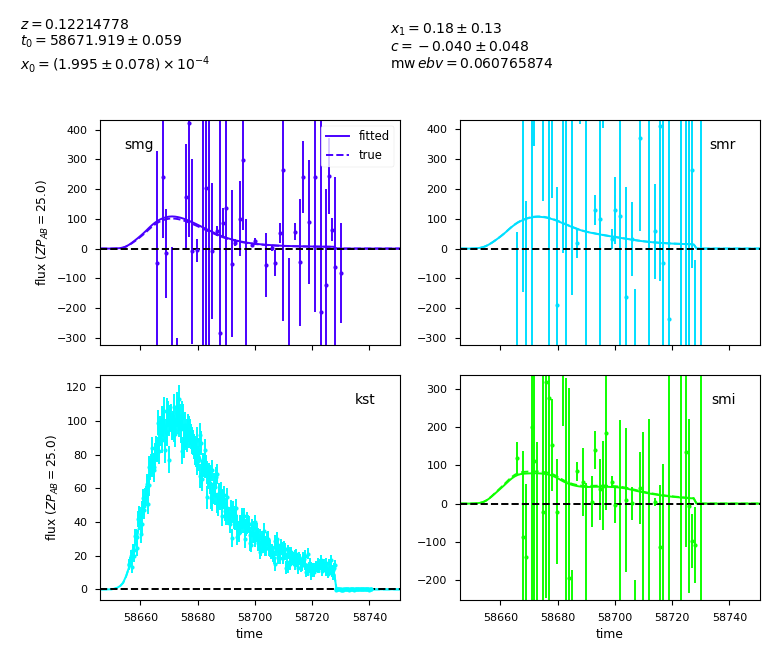 z = 0.12214778
t₀ = 58671.919 ± 0.059
x₀ = (1.995 ± 0.078) × 10⁻⁴
x₁ = 0.18 ± 0.13
c = −0.040 ± 0.048
mw ebv = 0.060765874
smg
fitted
true
400
300
200
100
0
−100
−200
−300
flux (ZP_AB = 25.0)
smr
400
300
200
100
0
−100
−200
−300
kst
120
100
80
60
40
20
0
flux (ZP_AB = 25.0)
58660 58680 58700 58720 58740
time
smi
300
200
100
0
−100
−200
58660 58680 58700 58720 58740
time